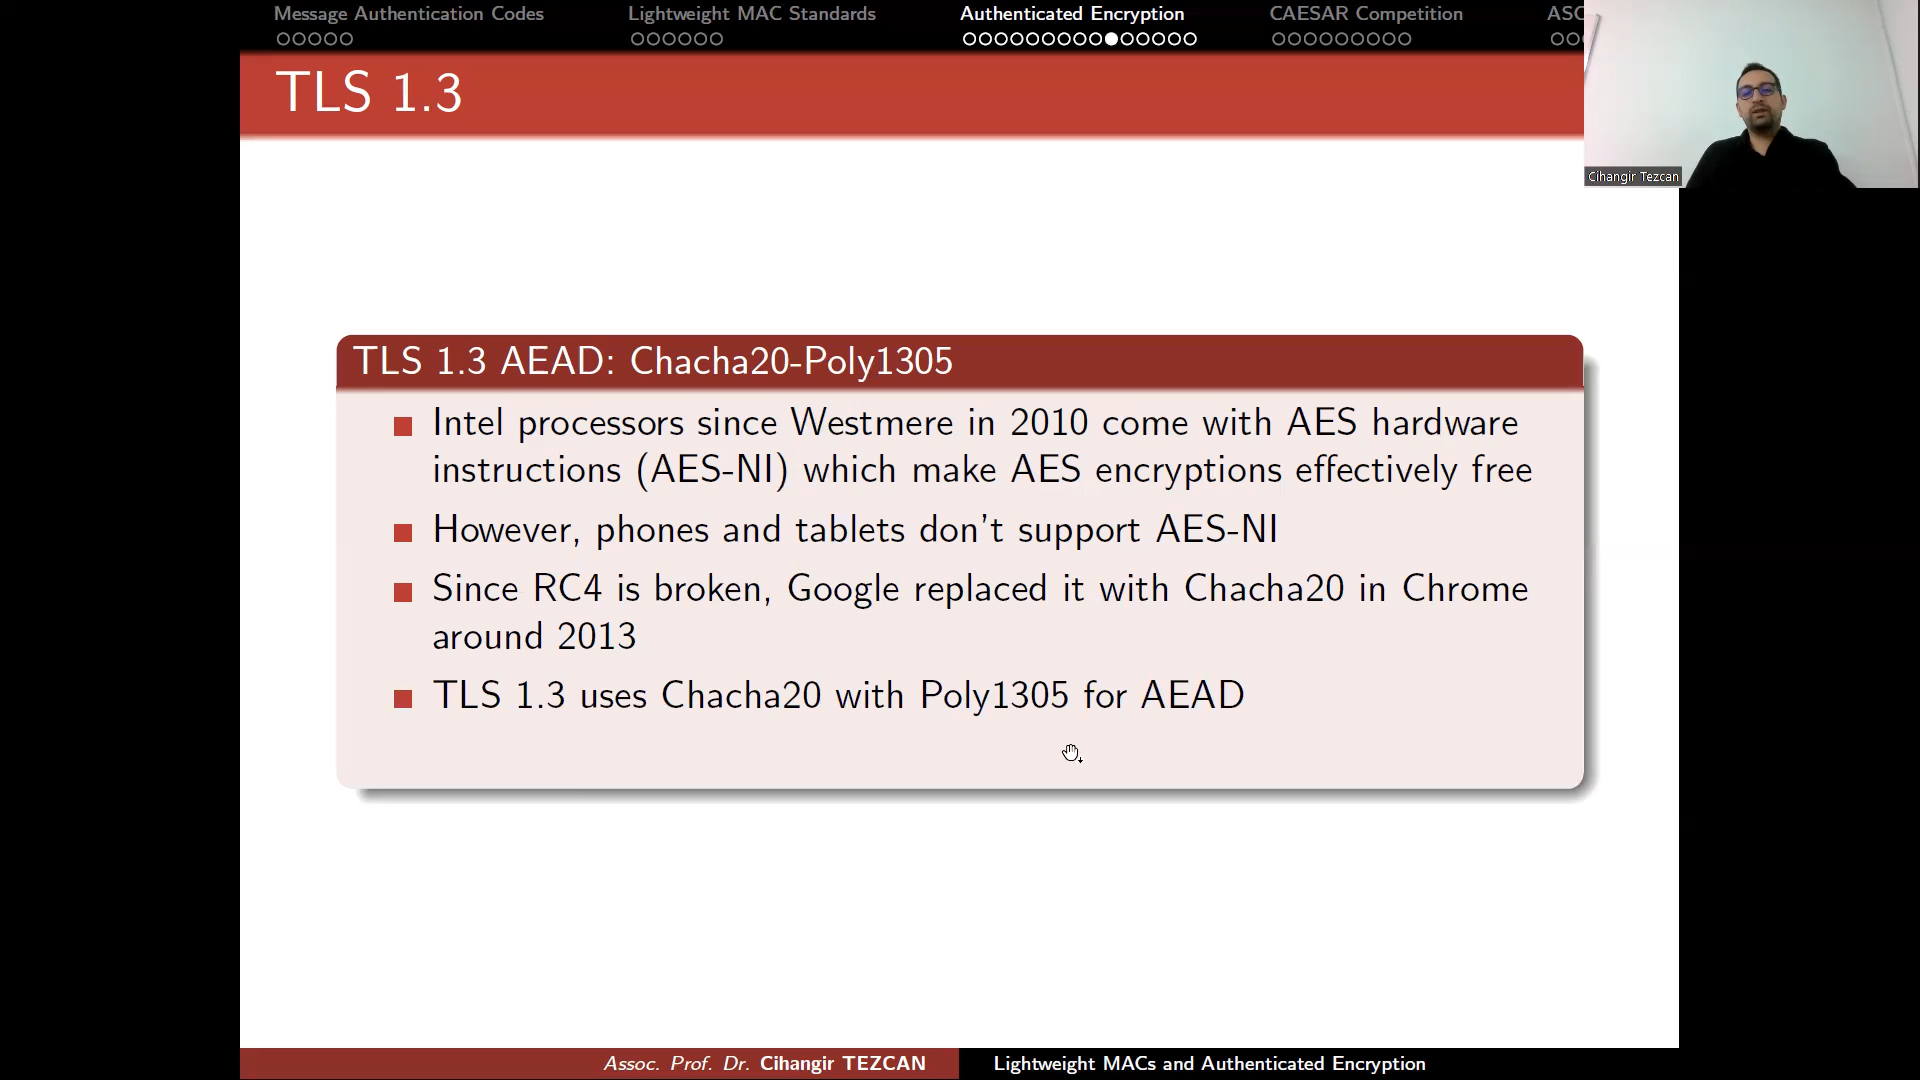 Message Authentication Codes
Lightweight MAC Standards
Authenticated Encryption
CAESAR Competition
ASC
TLS 1.3
Cihangir Tezcan
TLS 1.3 AEAD: Chacha20-Poly1305
Intel processors since Westmere in 2010 come with AES hardware
instructions (AES-NI) which make AES encryptions effectively free
However, phones and tablets don't support AES-NI
Since RC4 is broken, Google replaced it with Chacha20 in Chrome
around 2013
TLS 1.3 uses Chacha20 with Poly1305 for AEAD
Assoc. Prof. Dr. Cihangir TEZCAN
Lightweight MACs and Authenticated Encryption